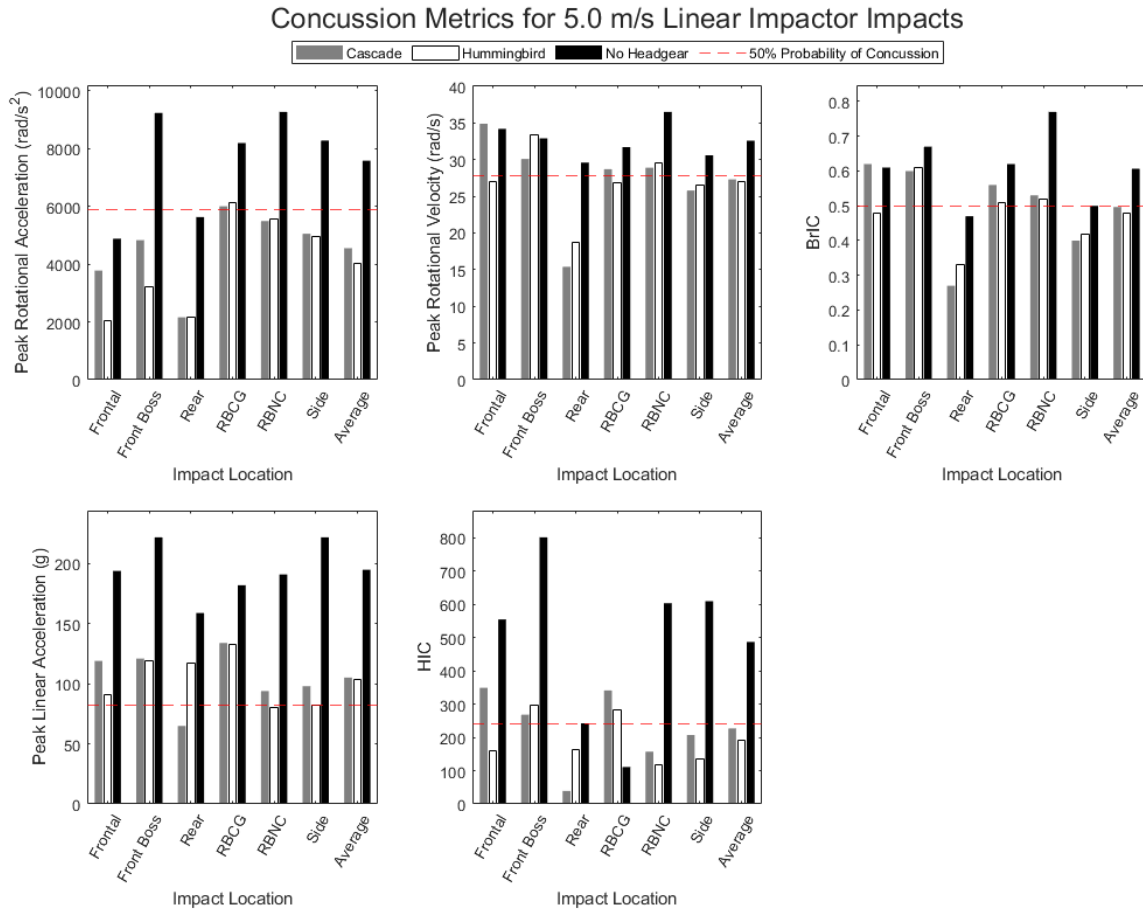 Concussion Metrics for 5.0 m/s Linear Impactor Impacts
Cascade Hummingbird No Headgear 50% Probability of Concussion
Peak Rotational Acceleration (rad/s²)
10000
8000
6000
4000
2000
0
Frontal
Front Boss
Rear
RBCG
RBNC
Side
Average
Impact Location
Peak Rotational Velocity (rad/s)
40
35
30
25
20
15
10
5
0
Frontal
Front Boss
Rear
RBCG
RBNC
Side
Average
Impact Location
BrIC
0.8
0.7
0.6
0.5
0.4
0.3
0.2
0.1
0
Frontal
Front Boss
Rear
RBCG
RBNC
Side
Average
Impact Location
Peak Linear Acceleration (g)
200
150
100
50
0
Frontal
Front Boss
Rear
RBCG
RBNC
Side
Average
Impact Location
HIC
800
700
600
500
400
300
200
100
0
Frontal
Front Boss
Rear
RBCG
RBNC
Side
Average
Impact Location